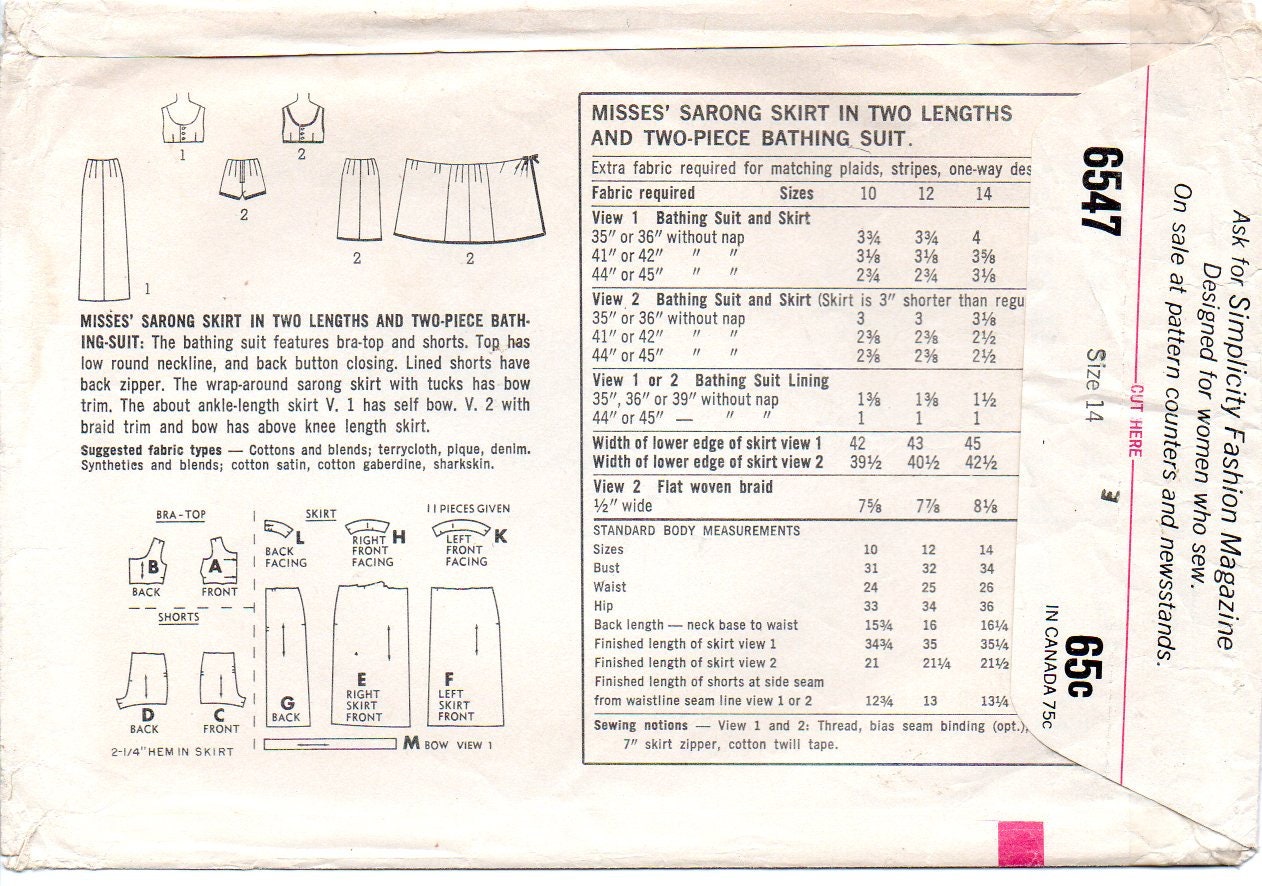 1
2
2
2
2
1
MISSES' SARONG SKIRT IN TWO LENGTHS AND TWO-PIECE BATH-
ING-SUIT: The bathing suit features bra-top and shorts. Top has
low round neckline, and back button closing. Lined shorts have
back zipper. The wrap-around sarong skirt with tucks has bow
trim. The about ankle-length skirt V. 1 has self bow. V. 2 with
braid trim and bow has above knee length skirt.
Suggested fabric types — Cottons and blends; terrycloth, pique, denim.
Synthetics and blends; cotton satin, cotton gaberdine, sharkskin.
11 PIECES GIVEN
BRA-TOP
B
BACK
A
FRONT
SHORTS
D
BACK
C
FRONT
2-1/4" HEM IN SKIRT
SKIRT
L
BACK
FACING
RIGHT H
FRONT
FACING
LEFT K
FRONT
FACING
G
BACK
E
RIGHT
SKIRT
FRONT
F
LEFT
SKIRT
FRONT
M BOW VIEW 1
MISSES' SARONG SKIRT IN TWO LENGTHS
AND TWO-PIECE BATHING SUIT.
Extra fabric required for matching plaids, stripes, one-way des
Fabric required Sizes 10 12 14
View 1 Bathing Suit and Skirt
35" or 36" without nap 3¾ 3¾ 4
41" or 42" " " 3⅛ 3⅛ 3⅝
44" or 45" " " 2¾ 2¾ 3⅛
View 2 Bathing Suit and Skirt (Skirt is 3" shorter than regu
35" or 36" without nap 3 3 3⅛
41" or 42" " " 2⅜ 2⅜ 2½
44" or 45" " " 2⅜ 2⅜ 2½
View 1 or 2 Bathing Suit Lining
35", 36" or 39" without nap 1⅜ 1⅜ 1½
44" or 45" — " " 1 1 1
Width of lower edge of skirt view 1 42 43 45
Width of lower edge of skirt view 2 39½ 40½ 42½
View 2 Flat woven braid
½" wide 7⅝ 7⅞ 8⅛
STANDARD BODY MEASUREMENTS
Sizes 10 12 14
Bust 31 32 34
Waist 24 25 26
Hip 33 34 36
Back length — neck base to waist 15¾ 16 16¼
Finished length of skirt view 1 34¾ 35 35¼
Finished length of skirt view 2 21 21¼ 21½
Finished length of shorts at side seam
from waistline seam line view 1 or 2 12¾ 13 13¼
Sewing notions — View 1 and 2: Thread, bias seam binding (opt.),
7" skirt zipper, cotton twill tape.
6547
Size 14
E
65c
IN CANADA 75c
CUT HERE
Ask for Simplicity Fashion Magazine
Designed for women who sew.
On sale at pattern counters and newsstands.